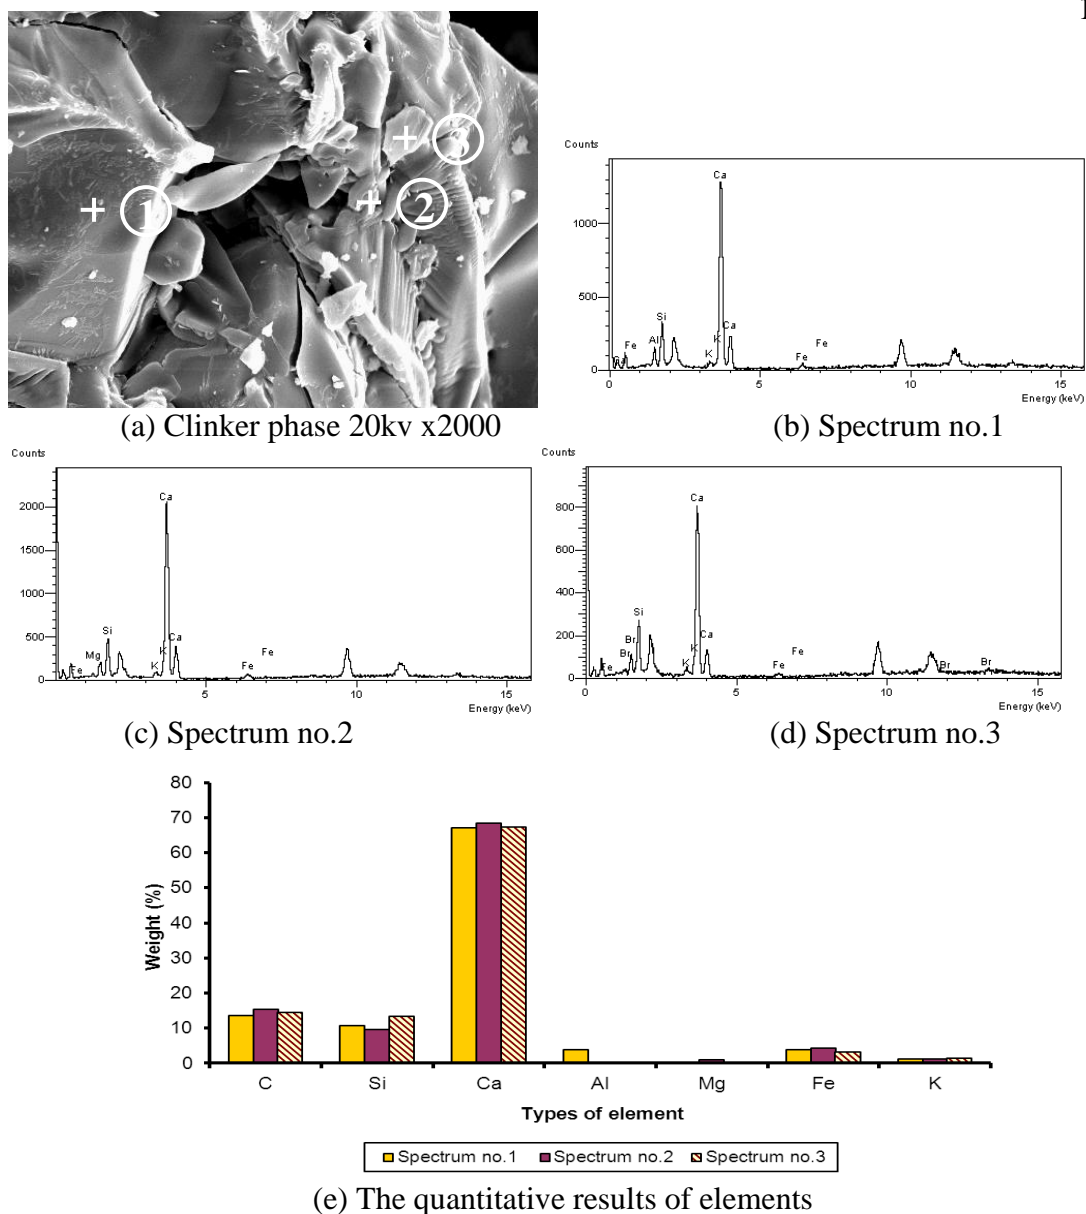 1
3
2
(a) Clinker phase 20kv x2000
Counts
1000
500
0
Ca
Si
Fe
Al
K
K
Ca
Fe
Fe
0 5 10 15
Energy (keV)
(b) Spectrum no.1
Counts
2000
1500
1000
500
0
Ca
Si
Mg
Fe
K
K
Ca
Fe
Fe
5 10 15
Energy (keV)
(c) Spectrum no.2
Counts
800
600
400
200
0
Ca
Si
Br
Br
Fe
K
K
Ca
Fe
Fe
Br
Br
0 5 10 15
Energy (keV)
(d) Spectrum no.3
80
70
60
50
40
30
20
10
0
Weight (%)
C Si Ca Al Mg Fe K
Types of element
Spectrum no.1 Spectrum no.2 Spectrum no.3
(e) The quantitative results of elements